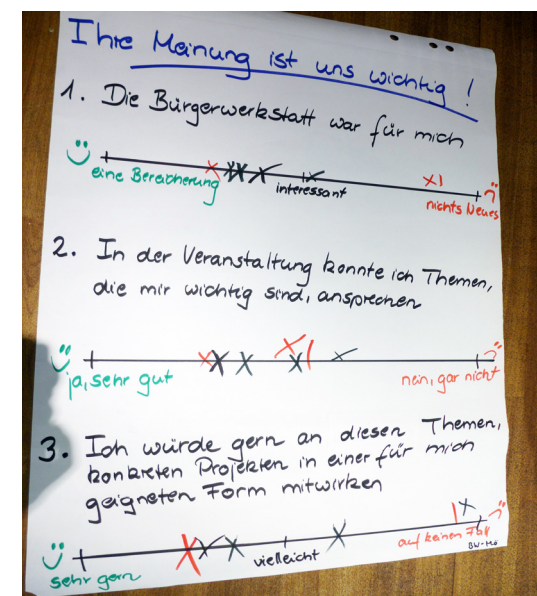 Ihre Meinung ist uns wichtig!
1. Die Bürgerwerkstatt war für mich
eine Bereicherung interessant nichts Neues
2. In der Veranstaltung konnte ich Themen,
die mir wichtig sind, ansprechen
ja, sehr gut nein, gar nicht
3. Ich würde gern an diesen Themen,
konkreten Projekten in einer für mich
geeigneten Form mitwirken
sehr gern vielleicht auf keinen Fall